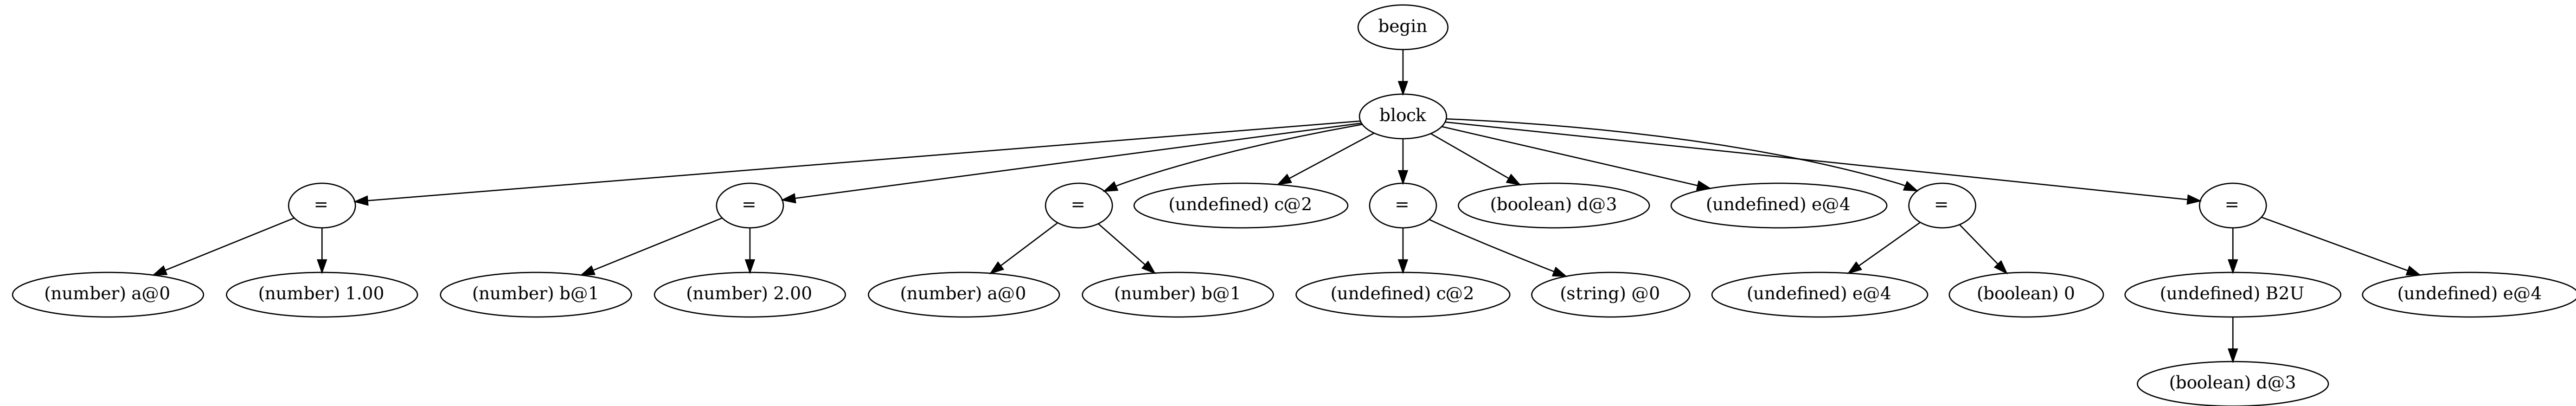 begin
block
=
=
=
(undefined) c@2
=
(boolean) d@3
(undefined) e@4
=
=
(number) a@0
(number) 1.00
(number) b@1
(number) 2.00
(number) a@0
(number) b@1
(undefined) c@2
(string) @0
(undefined) e@4
(boolean) 0
(undefined) B2U
(undefined) e@4
(boolean) d@3